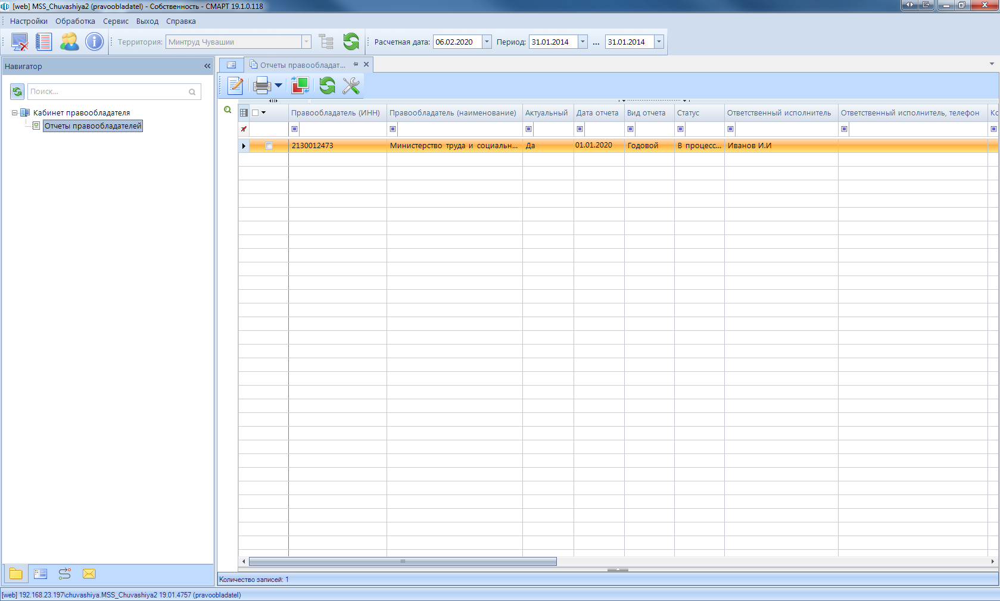 [web] MSS_Chuvashiya2 (pravoobladatel) - Собственность - СМАРТ 19.1.0.118
Настройки Обработка Сервис Выход Справка
Территория: Минтруд Чувашии Расчетная дата: 06.02.2020 Период: 31.01.2014 ... 31.01.2014
Навигатор
Отчеты правообладат...
Поиск...
Кабинет правообладателя
Отчеты правообладателей
Правообладатель (ИНН) Правообладатель (наименование) Актуальный Дата отчета Вид отчета Статус Ответственный исполнитель Ответственный исполнитель, телефон Кс
2130012473 Министерство труда и социальн... Да 01.01.2020 Годовой В процесс... Иванов И.И
Количество записей: 1
[web] 192.168.23.197\chuvashiya.MSS_Chuvashiya2 19.01.4757 (pravoobladatel)